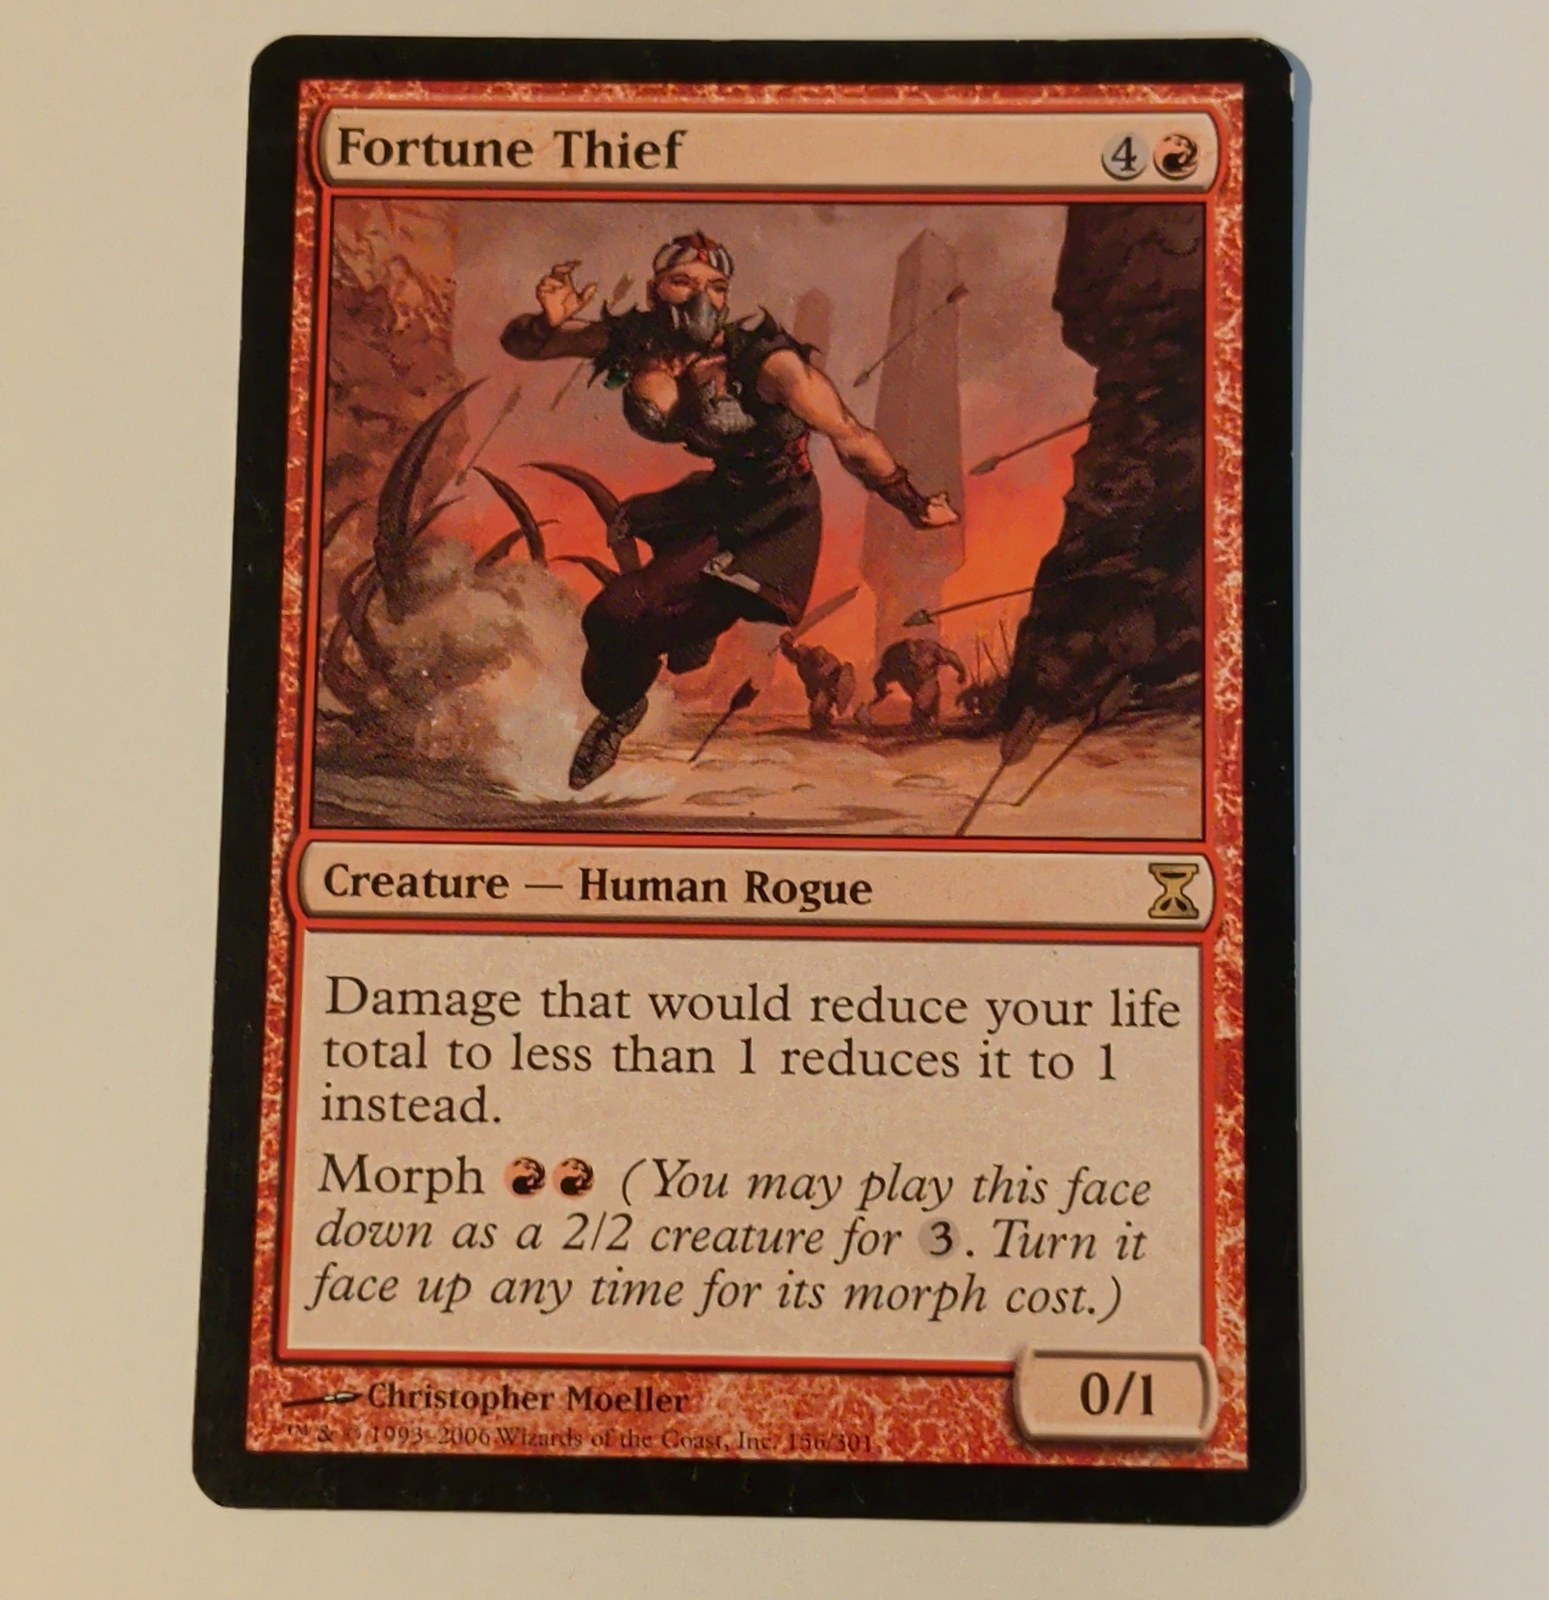 Fortune Thief 4
Creature — Human Rogue
Damage that would reduce your life
total to less than 1 reduces it to 1
instead.
Morph (You may play this face
down as a 2/2 creature for 3. Turn it
face up any time for its morph cost.)
Christopher Moeller
0/1
™ & © 1993–2006 Wizards of the Coast, Inc. 156/301